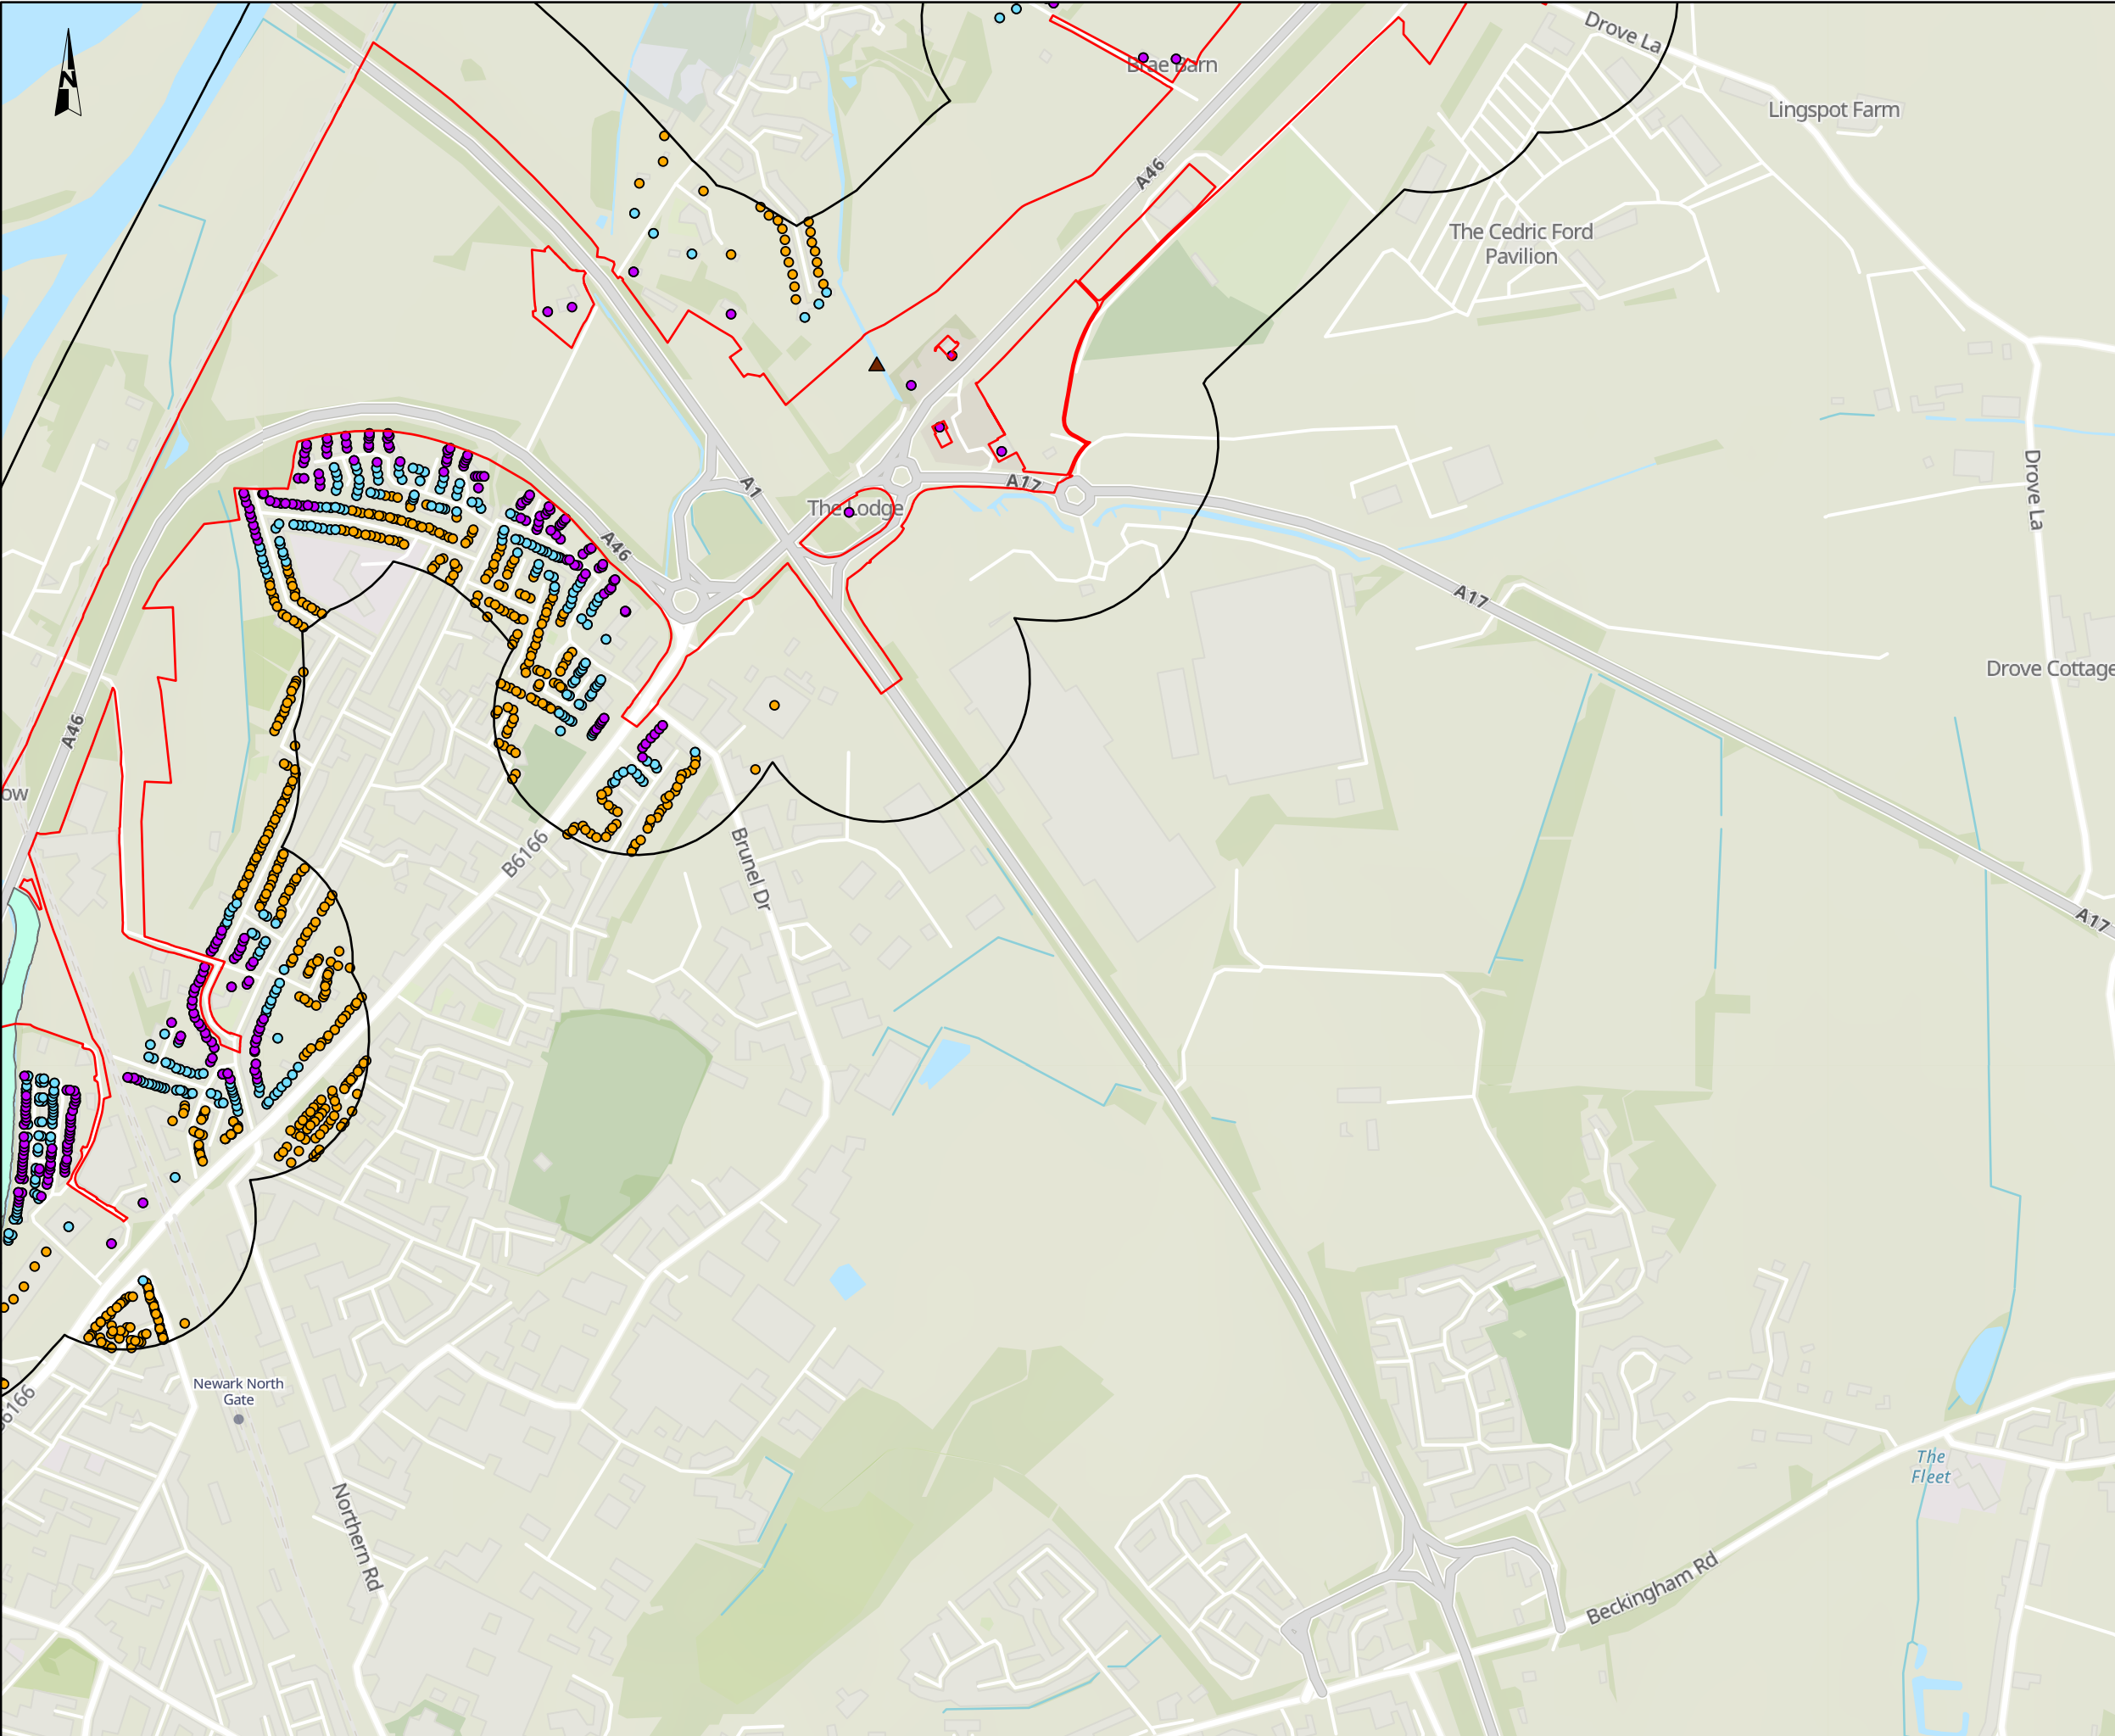 Drove La
N
Brae Barn
Lingspot Farm
A46
The Cedric Ford
Pavilion
A1
A17
The Lodge
A46
Drove La
A17
Drove Cottage
A46
ow
B6166
Brunel Dr
A17
Newark North
Gate
B6166
The
Fleet
Northern Rd
Beckingham Rd